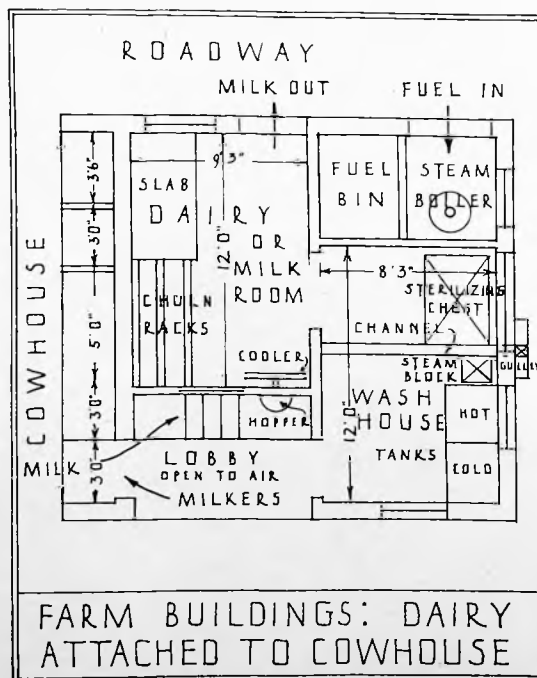 ROADWAY
MILK OUT
FUEL IN
COWHOUSE
3'6"
3'0"
5'0"
3'0"
3'0"
9'3"
SLAB
DAIRY
OR
MILK
ROOM
12'0"
CHURN
RACKS
COOLER
HOPPER
FUEL
BIN
STEAM
BOILER
8'3"
STERILIZING
CHEST
CHANNEL
STEAM
BLOCK
GULLEY
WASH
HOUSE
12'0"
HOT
TANKS
COLD
MILK
LOBBY
OPEN TO AIR
MILKERS
FARM BUILDINGS: DAIRY
ATTACHED TO COWHOUSE